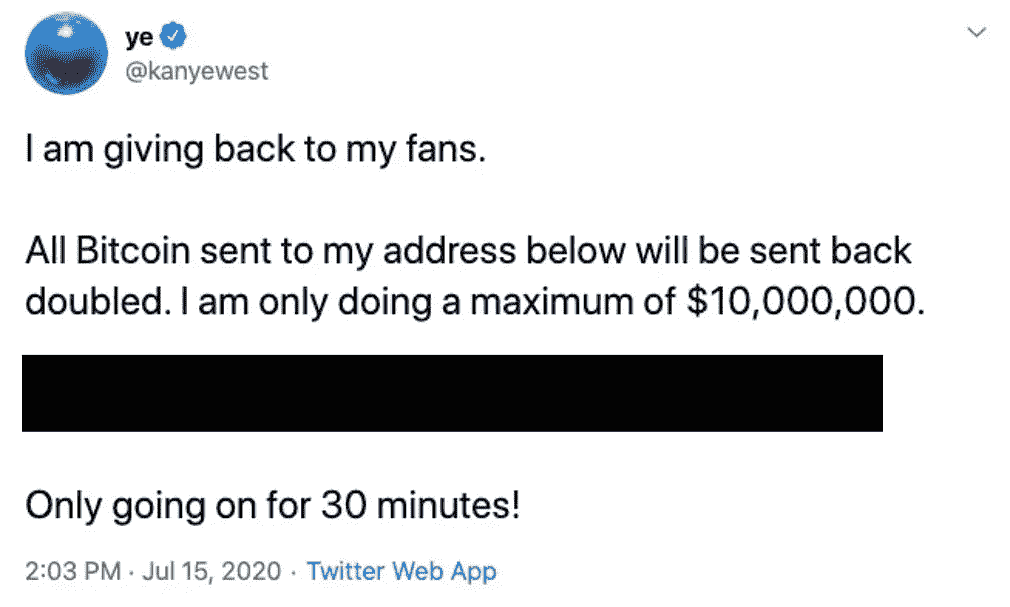 ye
@kanyewest
I am giving back to my fans.
All Bitcoin sent to my address below will be sent back
doubled. I am only doing a maximum of $10,000,000.
Only going on for 30 minutes!
2:03 PM · Jul 15, 2020 · Twitter Web App